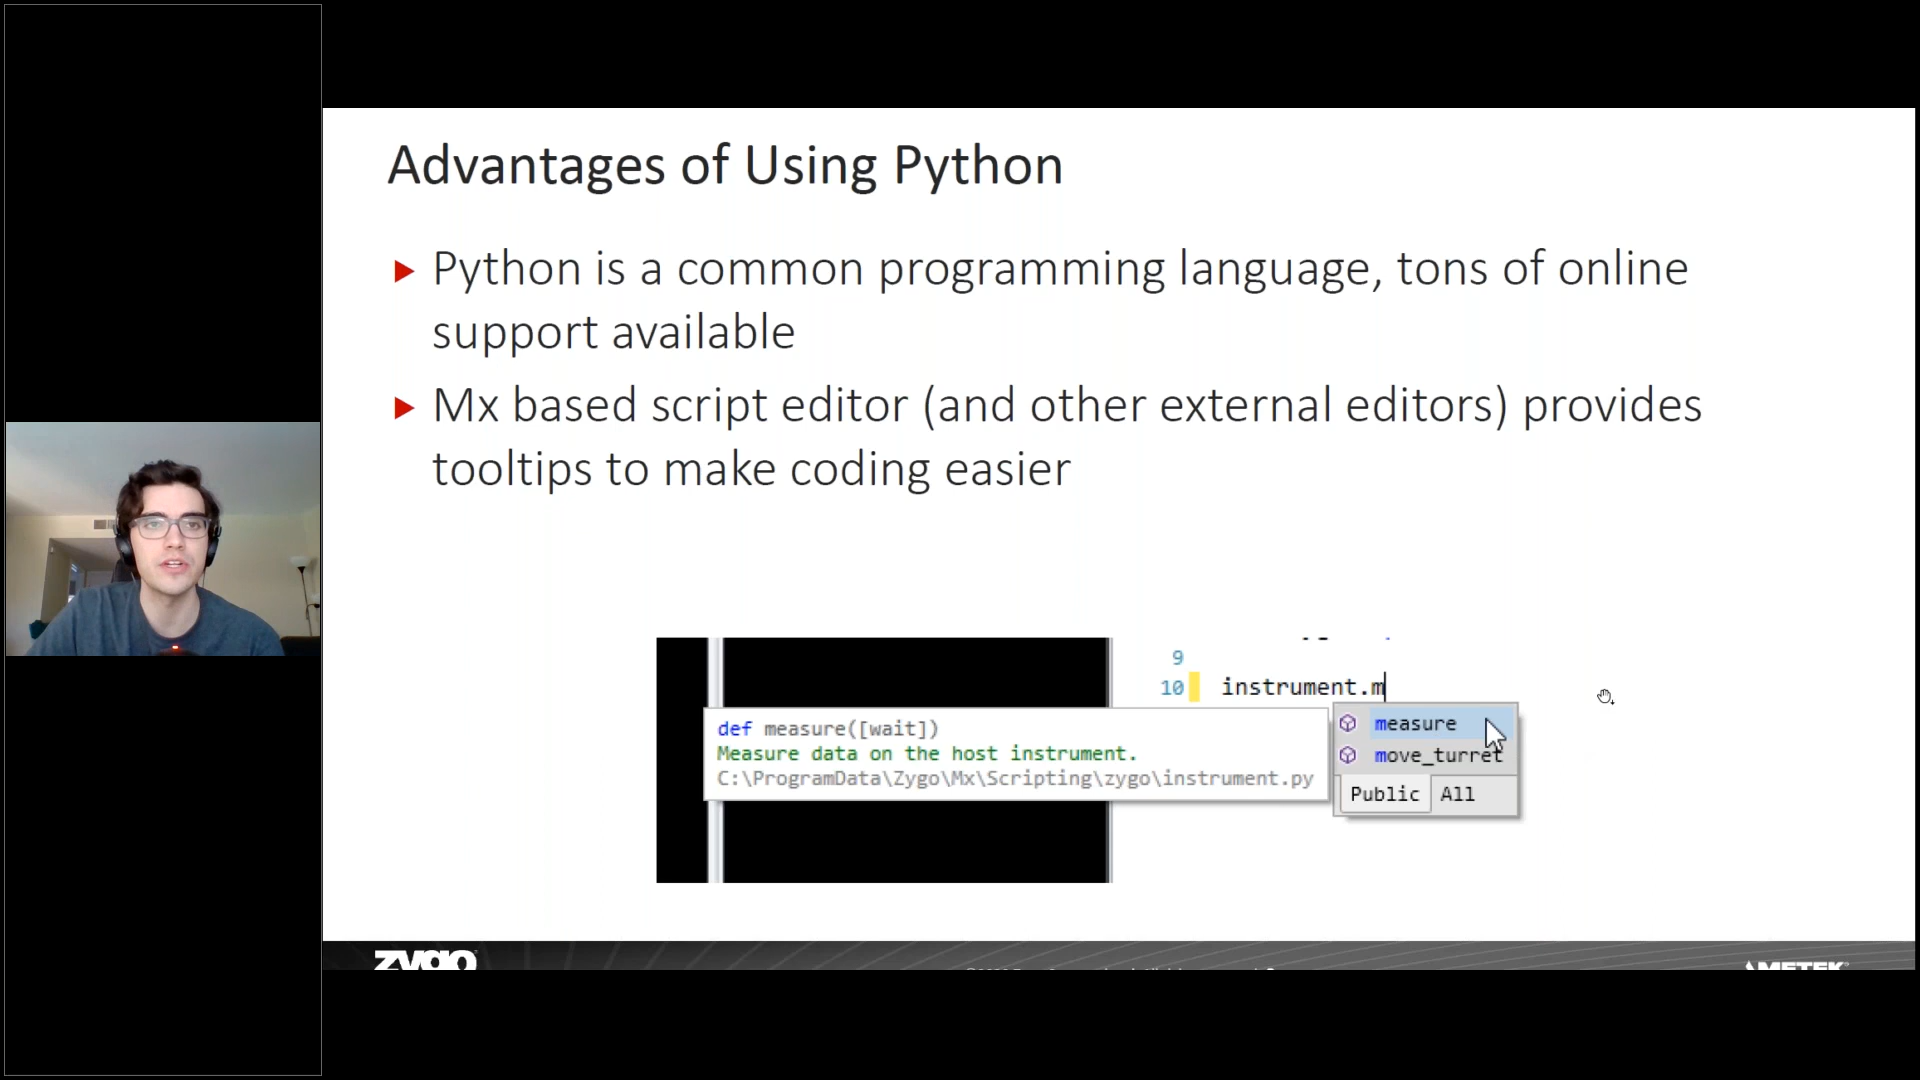 Advantages of Using Python
Python is a common programming language, tons of online
support available
Mx based script editor (and other external editors) provides
tooltips to make coding easier
9
10 instrument.m
def measure([wait])
Measure data on the host instrument.
C:\ProgramData\Zygo\Mx\Scripting\zygo\instrument.py
measure
move_turret
Public All
zygo
AMETEK